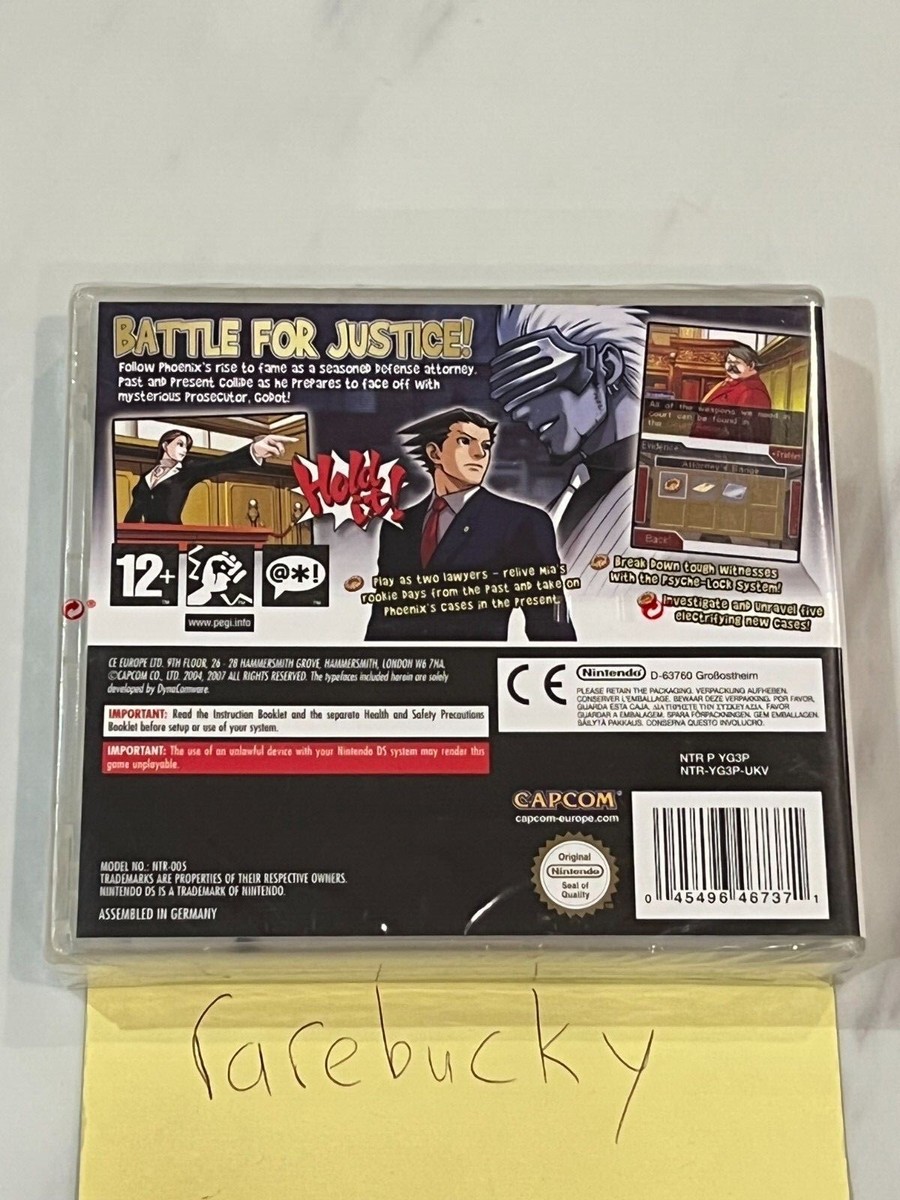 BATTLE FOR JUSTICE!
Follow Phoenix's rise to fame as a seasoned defense attorney.
Past and Present Collide as he Prepares to face off with
mysterious Prosecutor, Godot!
Hold
it!
As of the weapons we need in
court can be found in
the
Evidence
Attorney's Badge
Back
12+
@*!
www.pegi.info
Play as two lawyers – relive Mia's
rookie Days from the Past and take on
Phoenix's cases in the Present.
Break Down tough Witnesses
With the Psyche-Lock System!
Investigate and Unravel five
electrifying new Cases!
CE EUROPE LTD. 9TH FLOOR, 26 - 28 HAMMERSMITH GROVE, HAMMERSMITH, LONDON W6 7NA.
©CAPCOM CO., LTD. 2004, 2007 ALL RIGHTS RESERVED. The typefaces included herein are solely
developed by DynaComware.
IMPORTANT: Read the Instruction Booklet and the separate Health and Safety Precautions
Booklet before setup or use of your system.
IMPORTANT: The use of an unlawful device with your Nintendo DS system may render this
game unplayable.
CE
Nintendo D-63760 Großostheim
PLEASE RETAIN THE PACKAGING. VERPACKUNG AUFHEBEN.
CONSERVER L'EMBALLAGE. BEWAAR DEZE VERPAKKING. POR FAVOR,
GUARDA ESTA CAJA. ΔΙΑΤΗΡΗΣΤΕ ΤΗΝ ΣΥΣΚΕΥΑΣΙΑ. FAVOR
GUARDAR A EMBALAGEM. SPARA FÖRPACKNINGEN. GEM EMBALLAGEN.
SÄILYTÄ PAKKAUS. CONSERVA QUESTO INVOLUCRO.
NTR P YG3P
NTR-YG3P-UKV
CAPCOM
capcom-europe.com
Original
Nintendo
Seal of
Quality
0 45496 46737 1
MODEL NO.: NTR-005
TRADEMARKS ARE PROPERTIES OF THEIR RESPECTIVE OWNERS.
NINTENDO DS IS A TRADEMARK OF NINTENDO.
ASSEMBLED IN GERMANY
rarebucky